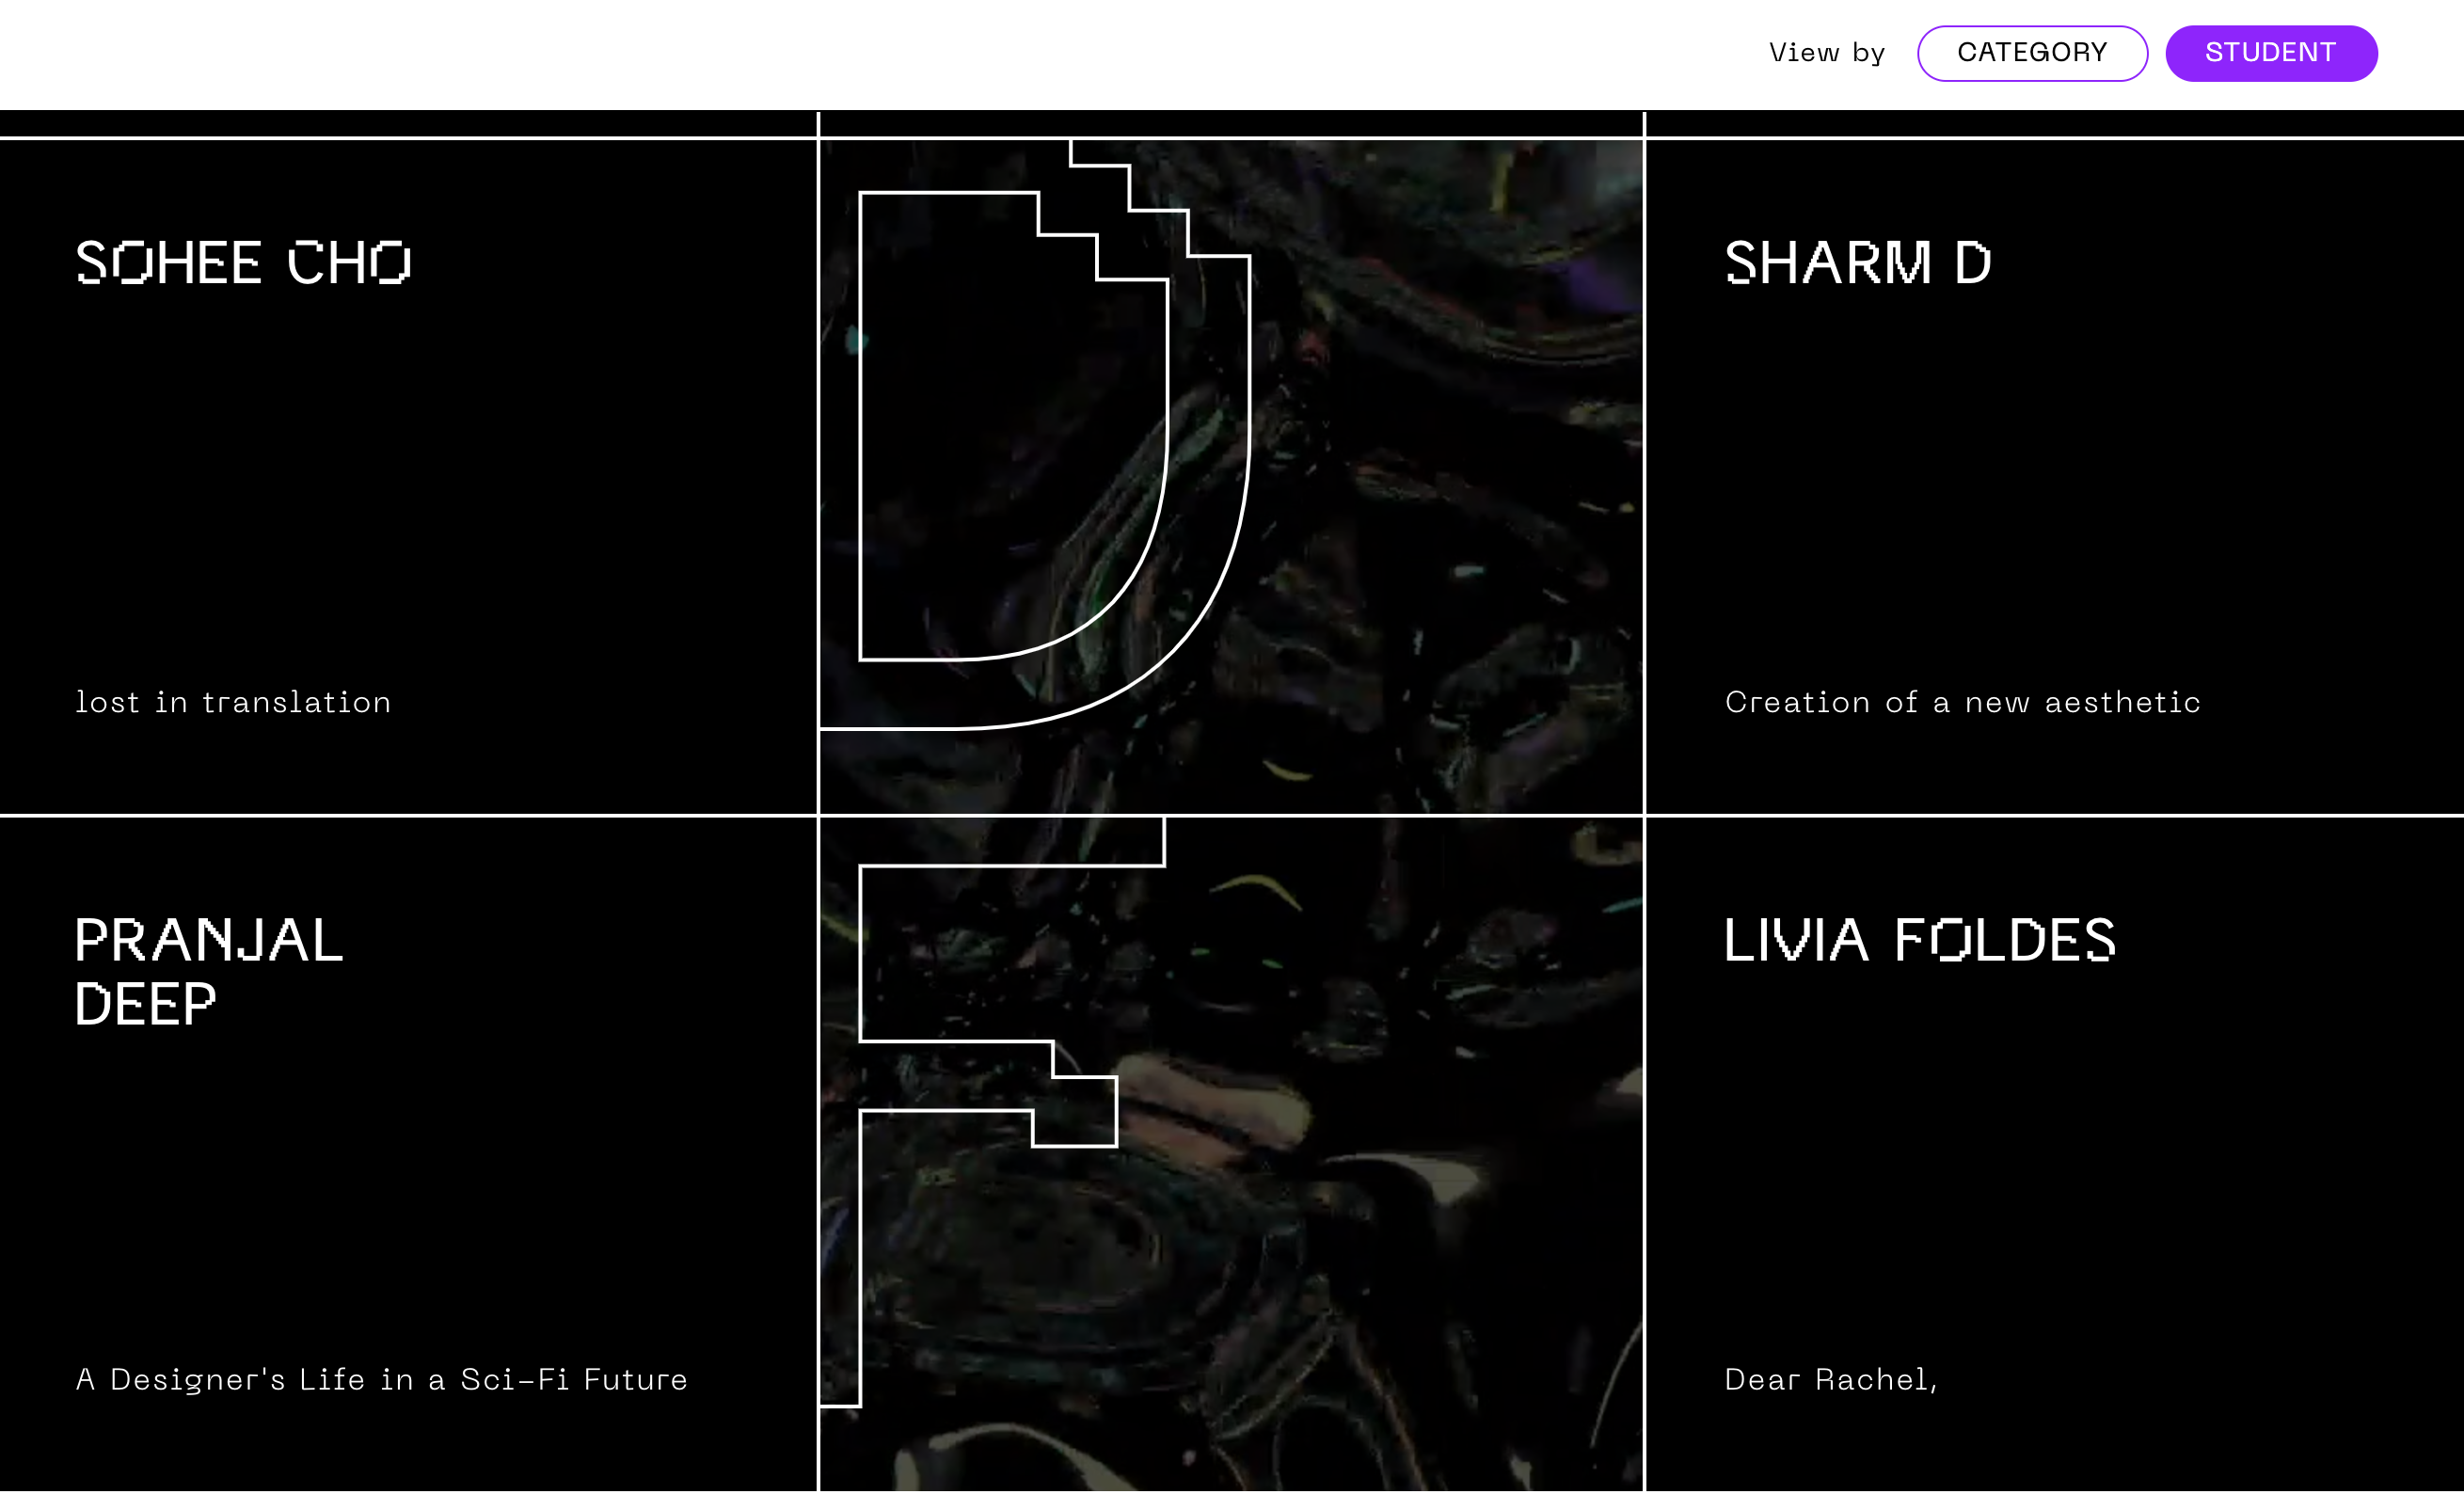 View by
CATEGORY
STUDENT
SOHEE CHO
lost in translation
D
SHARM D
Creation of a new aesthetic
PRANJAL
DEEP
A Designer's Life in a Sci-Fi Future
F
LIVIA FOLDES
Dear Rachel,